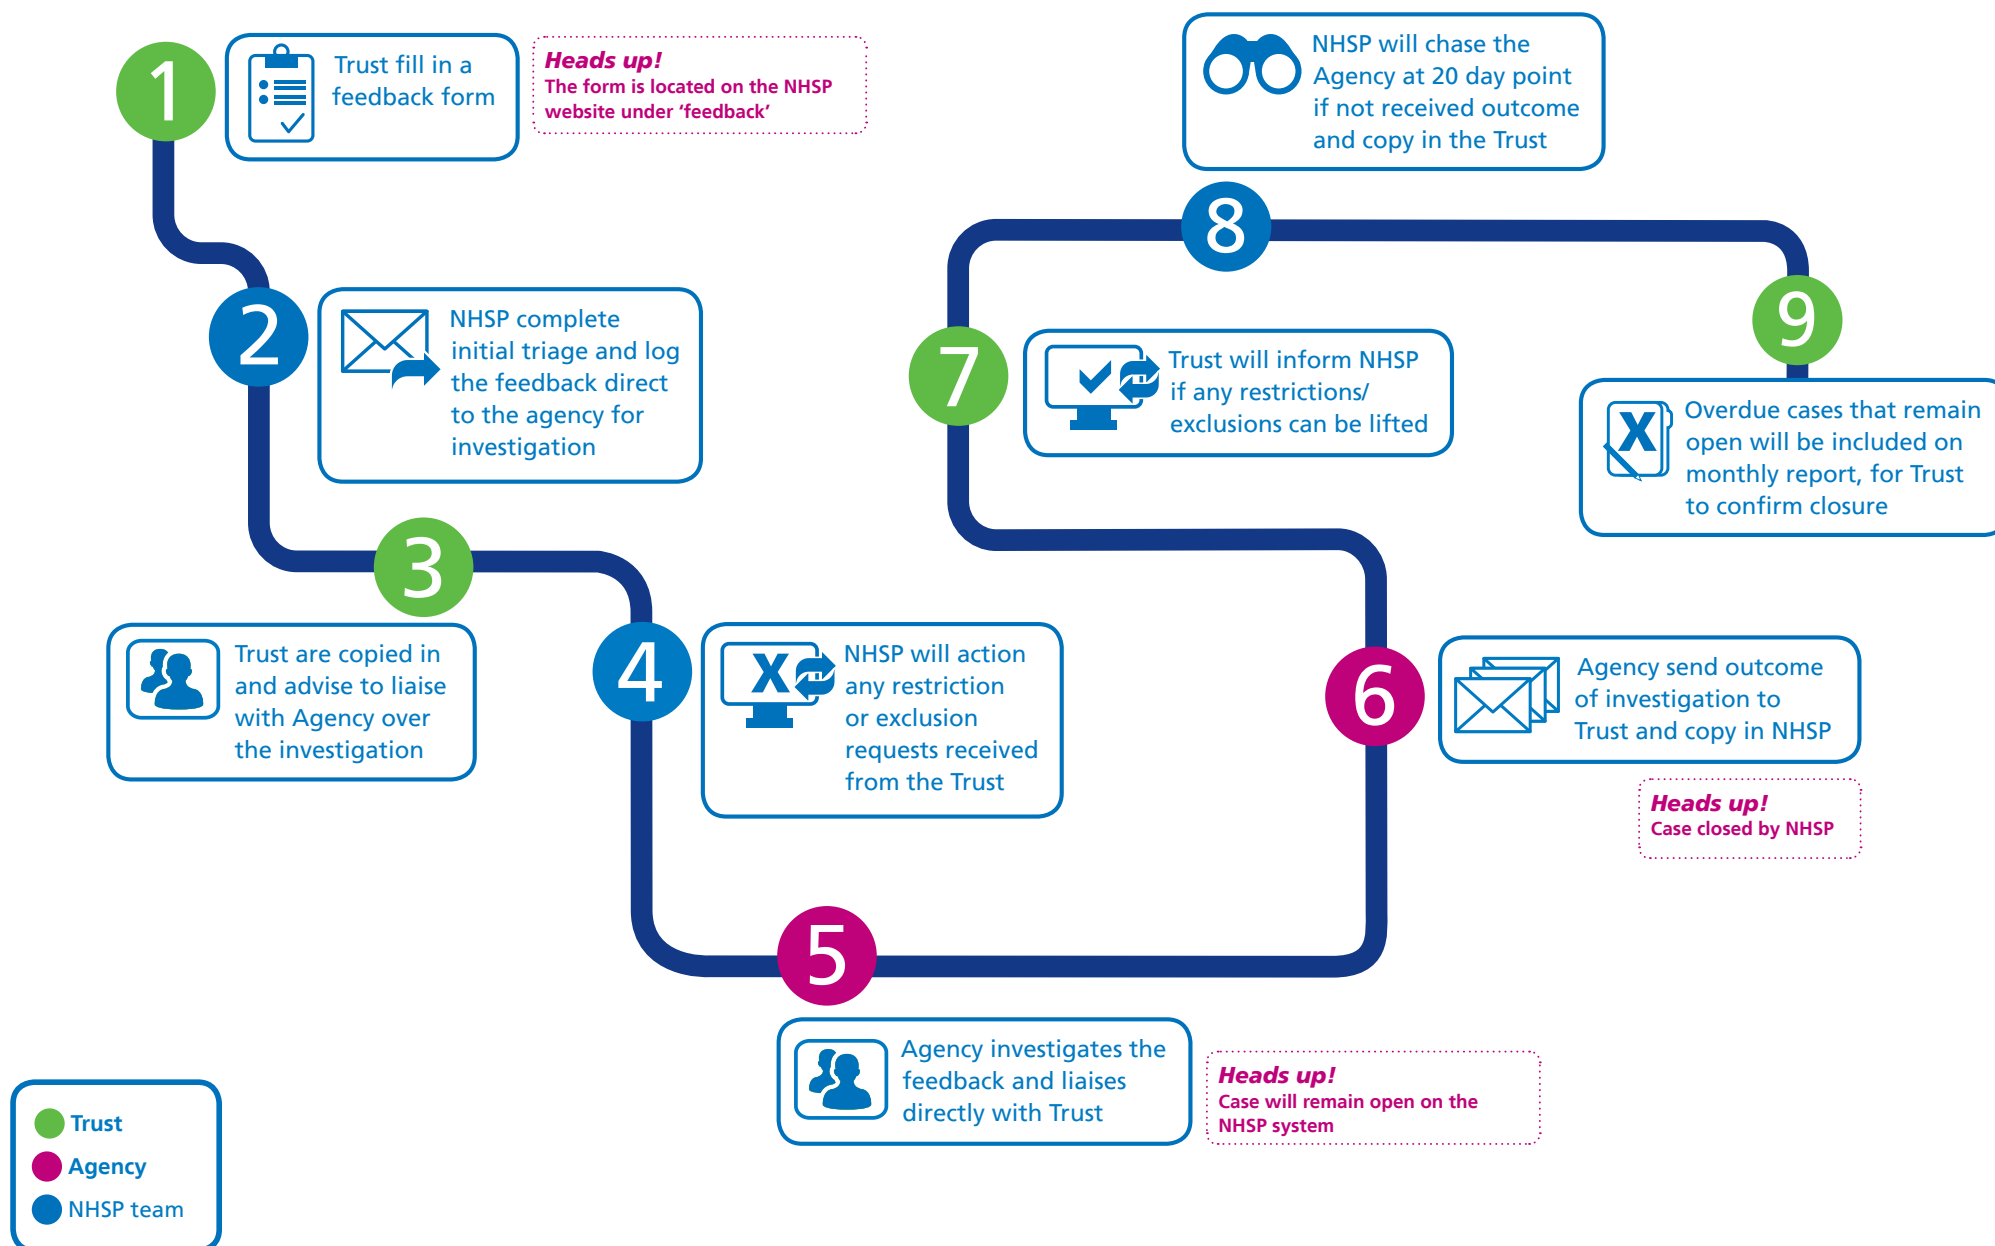 1
Trust fill in a
feedback form
Heads up!
The form is located on the NHSP
website under ‘feedback’
2
NHSP complete
initial triage and log
the feedback direct
to the agency for
investigation
3
Trust are copied in
and advise to liaise
with Agency over
the investigation
4
X
NHSP will action
any restriction
or exclusion
requests received
from the Trust
5
Agency investigates the
feedback and liaises
directly with Trust
Heads up!
Case will remain open on the
NHSP system
6
Agency send outcome
of investigation to
Trust and copy in NHSP
Heads up!
Case closed by NHSP
7
Trust will inform NHSP
if any restrictions/
exclusions can be lifted
8
NHSP will chase the
Agency at 20 day point
if not received outcome
and copy in the Trust
9
X
Overdue cases that remain
open will be included on
monthly report, for Trust
to confirm closure
Trust
Agency
NHSP team